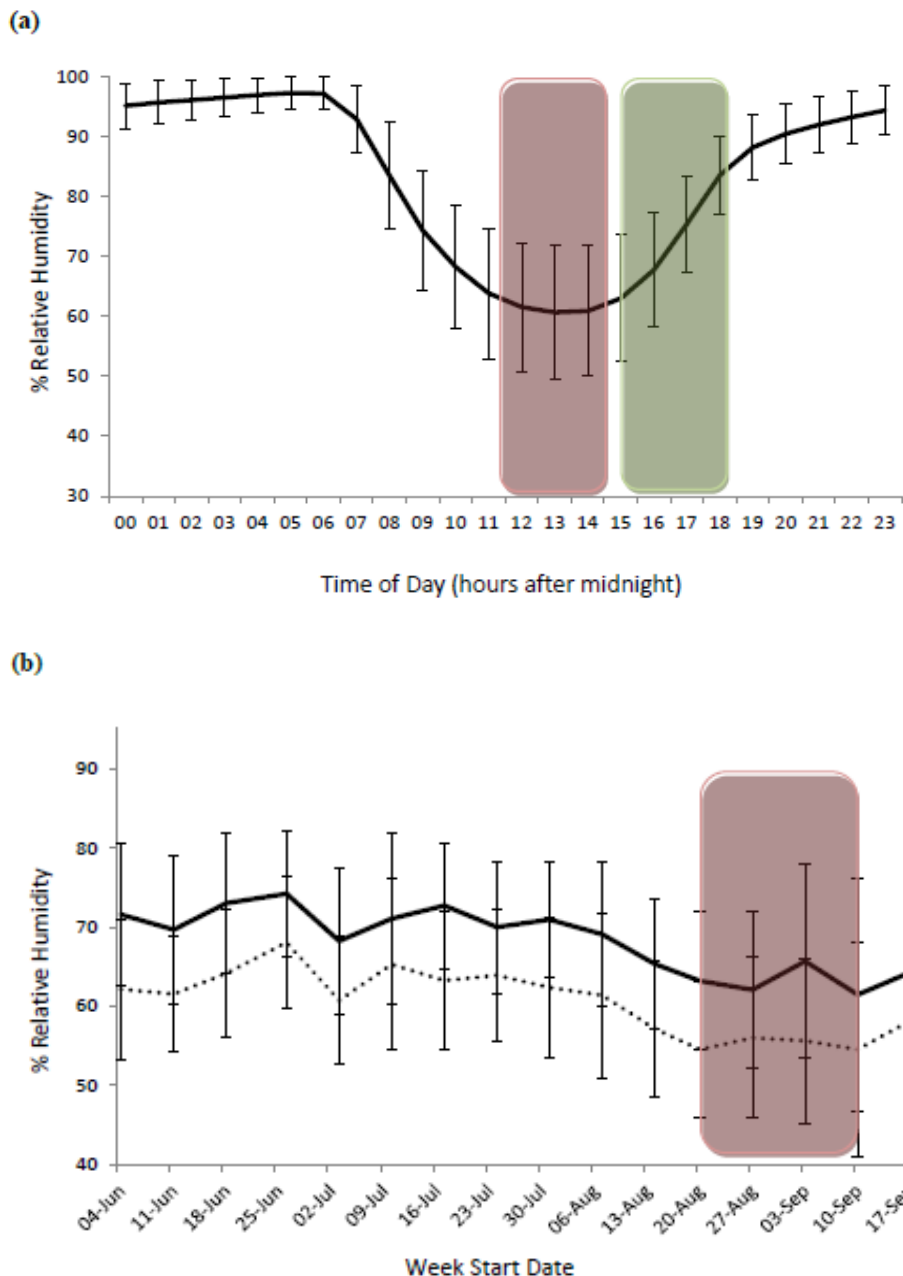 (a)
% Relative Humidity
100
90
80
70
60
50
40
30
00 01 02 03 04 05 06 07 08 09 10 11 12 13 14 15 16 17 18 19 20 21 22 23
Time of Day (hours after midnight)
(b)
% Relative Humidity
90
80
70
60
50
40
04-Jun 11-Jun 18-Jun 25-Jun 02-Jul 09-Jul 16-Jul 23-Jul 30-Jul 06-Aug 13-Aug 20-Aug 27-Aug 03-Sep 10-Sep 17-Se
Week Start Date